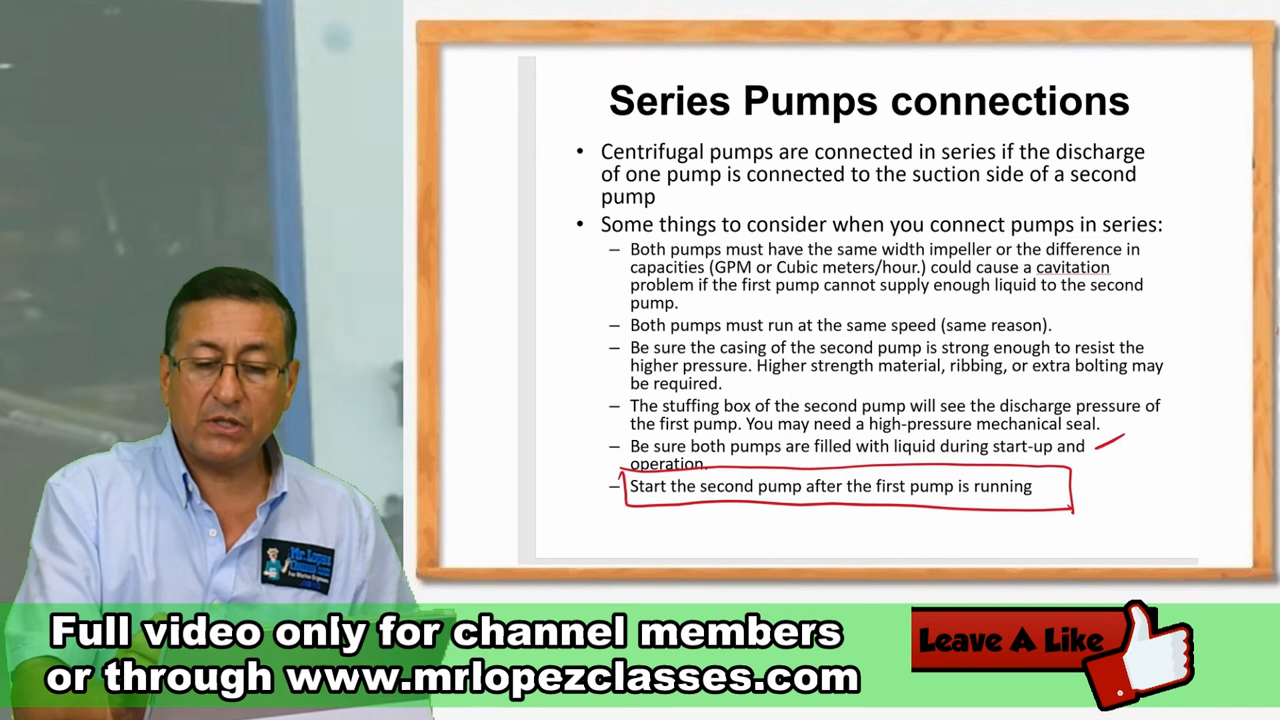 Series Pumps connections
• Centrifugal pumps are connected in series if the discharge
of one pump is connected to the suction side of a second
pump
• Some things to consider when you connect pumps in series:
– Both pumps must have the same width impeller or the difference in
capacities (GPM or Cubic meters/hour.) could cause a cavitation
problem if the first pump cannot supply enough liquid to the second
pump.
– Both pumps must run at the same speed (same reason).
– Be sure the casing of the second pump is strong enough to resist the
higher pressure. Higher strength material, ribbing, or extra bolting may
be required.
– The stuffing box of the second pump will see the discharge pressure of
the first pump. You may need a high-pressure mechanical seal.
– Be sure both pumps are filled with liquid during start-up and
operation.
– Start the second pump after the first pump is running
Mr. Lopez
Classes
For Marine Engineers
Full video only for channel members
or through www.mrlopezclasses.com
Leave A Like